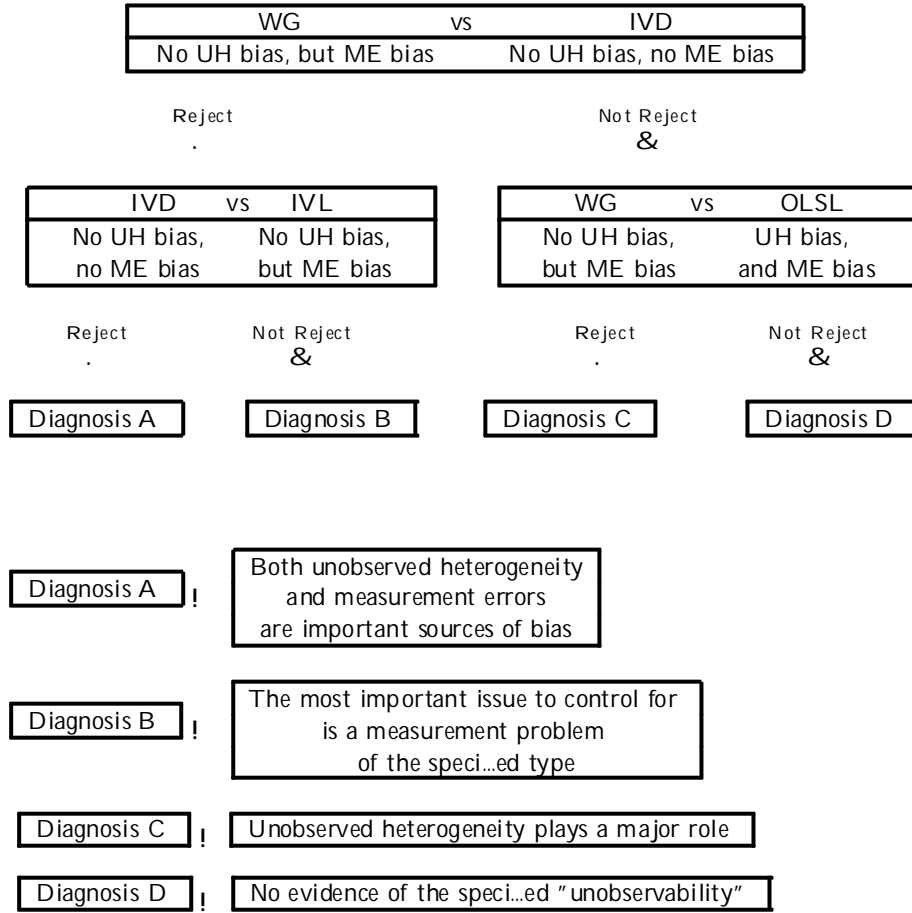 WG vs IVD
No UH bias, but ME bias No UH bias, no ME bias
Reject Not Reject
. &
IVD vs IVL WG vs OLSL
No UH bias, No UH bias, No UH bias, UH bias,
no ME bias but ME bias but ME bias and ME bias
Reject Not Reject Reject Not Reject
. & . &
Diagnosis A Diagnosis B Diagnosis C Diagnosis D
Both unobserved heterogeneity
Diagnosis A ! and measurement errors
are important sources of bias
The most important issue to control for
Diagnosis B ! is a measurement problem
of the speci...ed type
Diagnosis C ! Unobserved heterogeneity plays a major role
Diagnosis D ! No evidence of the speci...ed "unobservability"